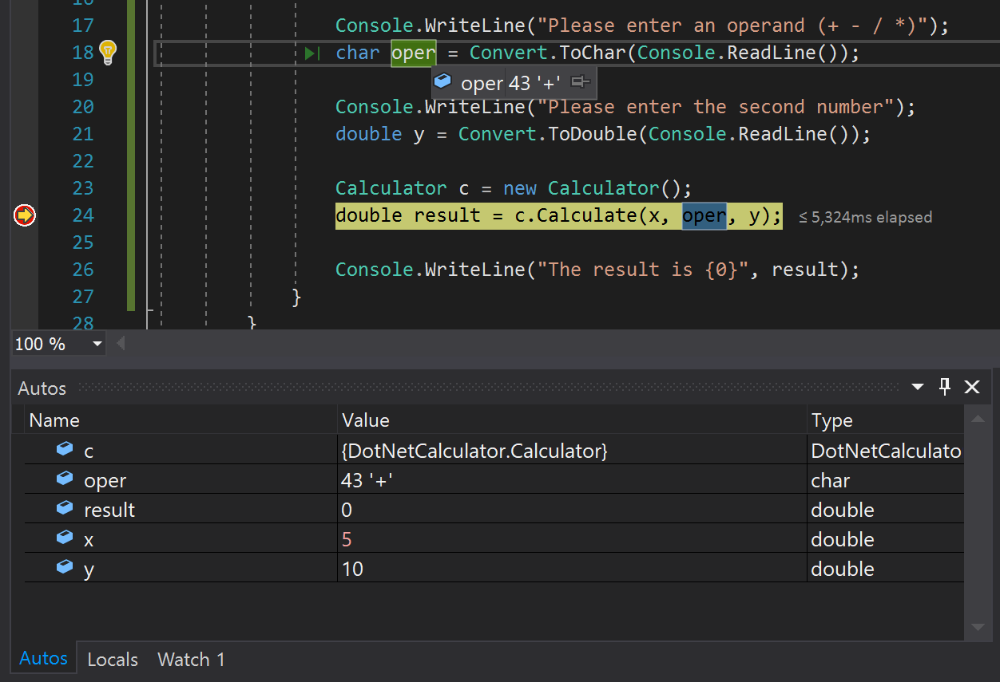 16
17 Console.WriteLine("Please enter an operand (+ - / *)");
18 char oper = Convert.ToChar(Console.ReadLine());
19 oper 43 '+'
20 Console.WriteLine("Please enter the second number");
21 double y = Convert.ToDouble(Console.ReadLine());
22
23 Calculator c = new Calculator();
24 double result = c.Calculate(x, oper, y); ≤ 5,324ms elapsed
25
26 Console.WriteLine("The result is {0}", result);
27 }
28 }
100 %
Autos
Name Value Type
c {DotNetCalculator.Calculator} DotNetCalculato
oper 43 '+' char
result 0 double
x 5 double
y 10 double
Autos Locals Watch 1